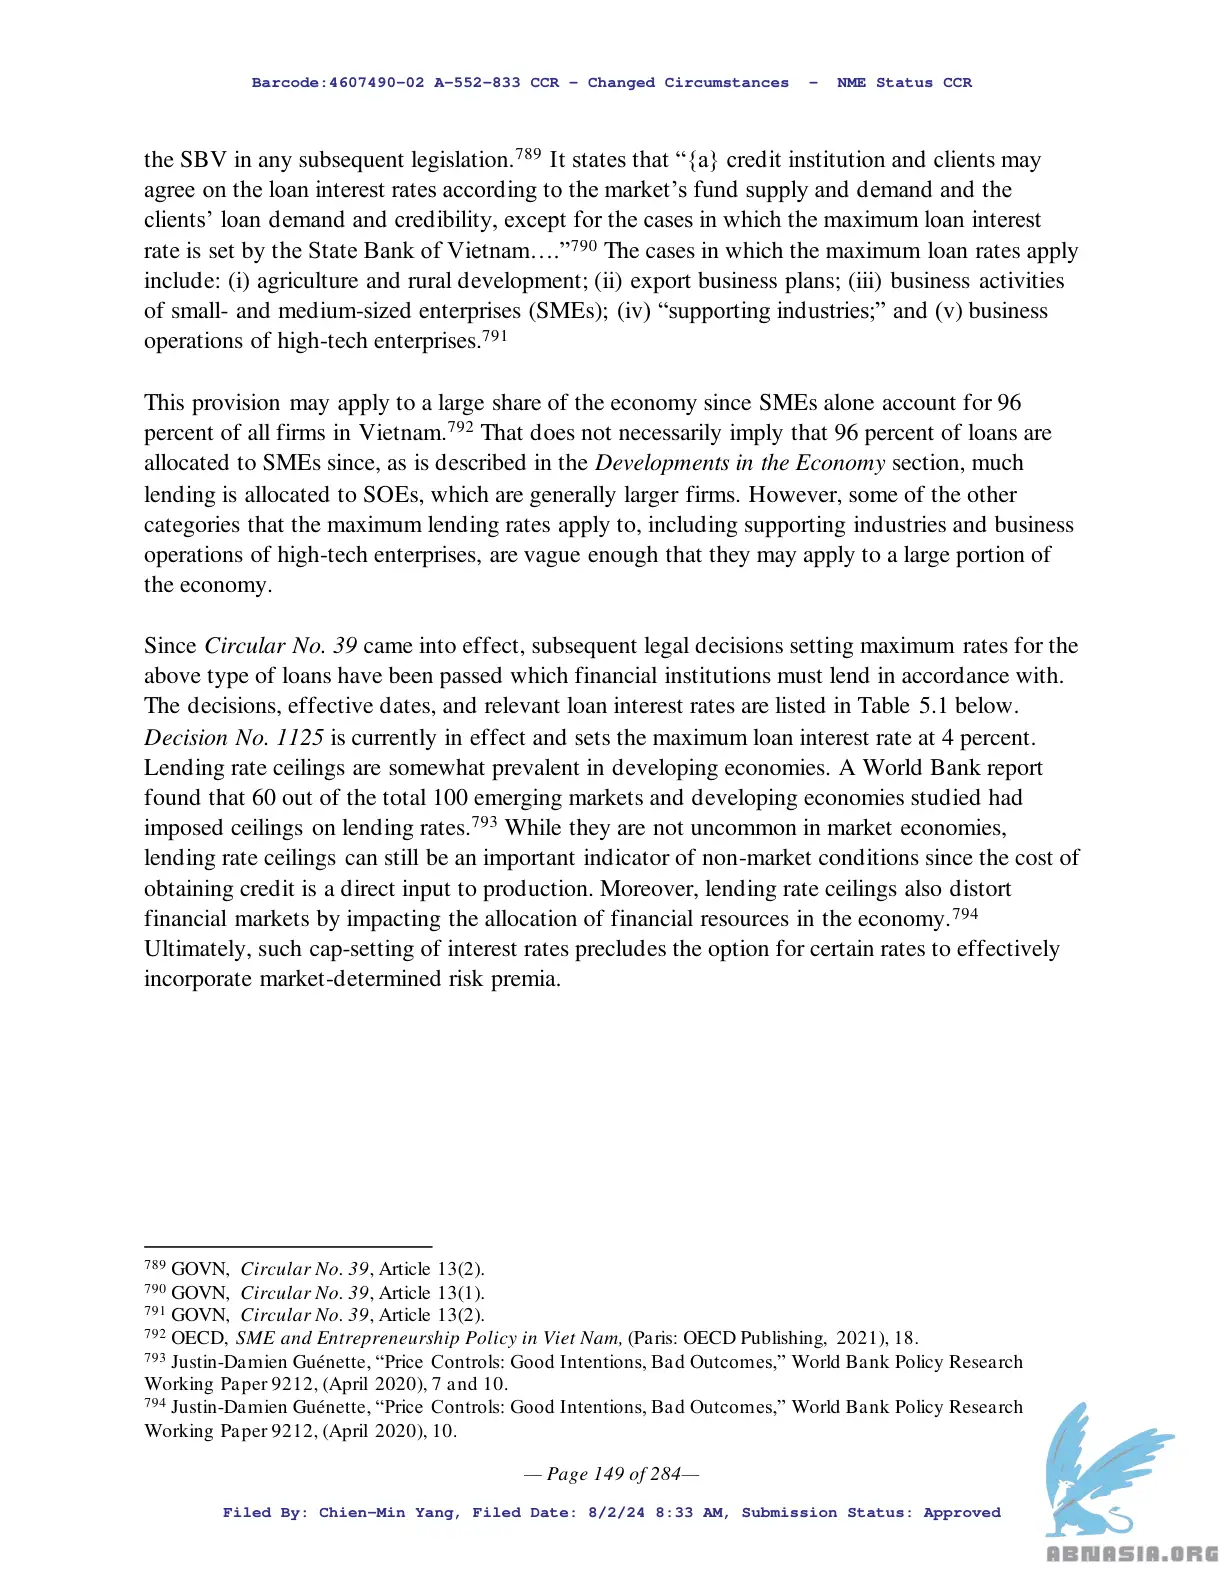 Barcode:4607490-02 A-552-833 CCR - Changed Circumstances - NME Status CCR
the SBV in any subsequent legislation.789 It states that “{a} credit institution and clients may
agree on the loan interest rates according to the market’s fund supply and demand and the
clients’ loan demand and credibility, except for the cases in which the maximum loan interest
rate is set by the State Bank of Vietnam….”790 The cases in which the maximum loan rates apply
include: (i) agriculture and rural development; (ii) export business plans; (iii) business activities
of small- and medium-sized enterprises (SMEs); (iv) “supporting industries;” and (v) business
operations of high-tech enterprises.791
This provision may apply to a large share of the economy since SMEs alone account for 96
percent of all firms in Vietnam.792 That does not necessarily imply that 96 percent of loans are
allocated to SMEs since, as is described in the Developments in the Economy section, much
lending is allocated to SOEs, which are generally larger firms. However, some of the other
categories that the maximum lending rates apply to, including supporting industries and business
operations of high-tech enterprises, are vague enough that they may apply to a large portion of
the economy.
Since Circular No. 39 came into effect, subsequent legal decisions setting maximum rates for the
above type of loans have been passed which financial institutions must lend in accordance with.
The decisions, effective dates, and relevant loan interest rates are listed in Table 5.1 below.
Decision No. 1125 is currently in effect and sets the maximum loan interest rate at 4 percent.
Lending rate ceilings are somewhat prevalent in developing economies. A World Bank report
found that 60 out of the total 100 emerging markets and developing economies studied had
imposed ceilings on lending rates.793 While they are not uncommon in market economies,
lending rate ceilings can still be an important indicator of non-market conditions since the cost of
obtaining credit is a direct input to production. Moreover, lending rate ceilings also distort
financial markets by impacting the allocation of financial resources in the economy.794
Ultimately, such cap-setting of interest rates precludes the option for certain rates to effectively
incorporate market-determined risk premia.
789 GOVN, Circular No. 39, Article 13(2).
790 GOVN, Circular No. 39, Article 13(1).
791 GOVN, Circular No. 39, Article 13(2).
792 OECD, SME and Entrepreneurship Policy in Viet Nam, (Paris: OECD Publishing, 2021), 18.
793 Justin-Damien Guénette, “Price Controls: Good Intentions, Bad Outcomes,” World Bank Policy Research
Working Paper 9212, (April 2020), 7 and 10.
794 Justin-Damien Guénette, “Price Controls: Good Intentions, Bad Outcomes,” World Bank Policy Research
Working Paper 9212, (April 2020), 10.
— Page 149 of 284—
Filed By: Chien-Min Yang, Filed Date: 8/2/24 8:33 AM, Submission Status: Approved
ABNASIA.ORG